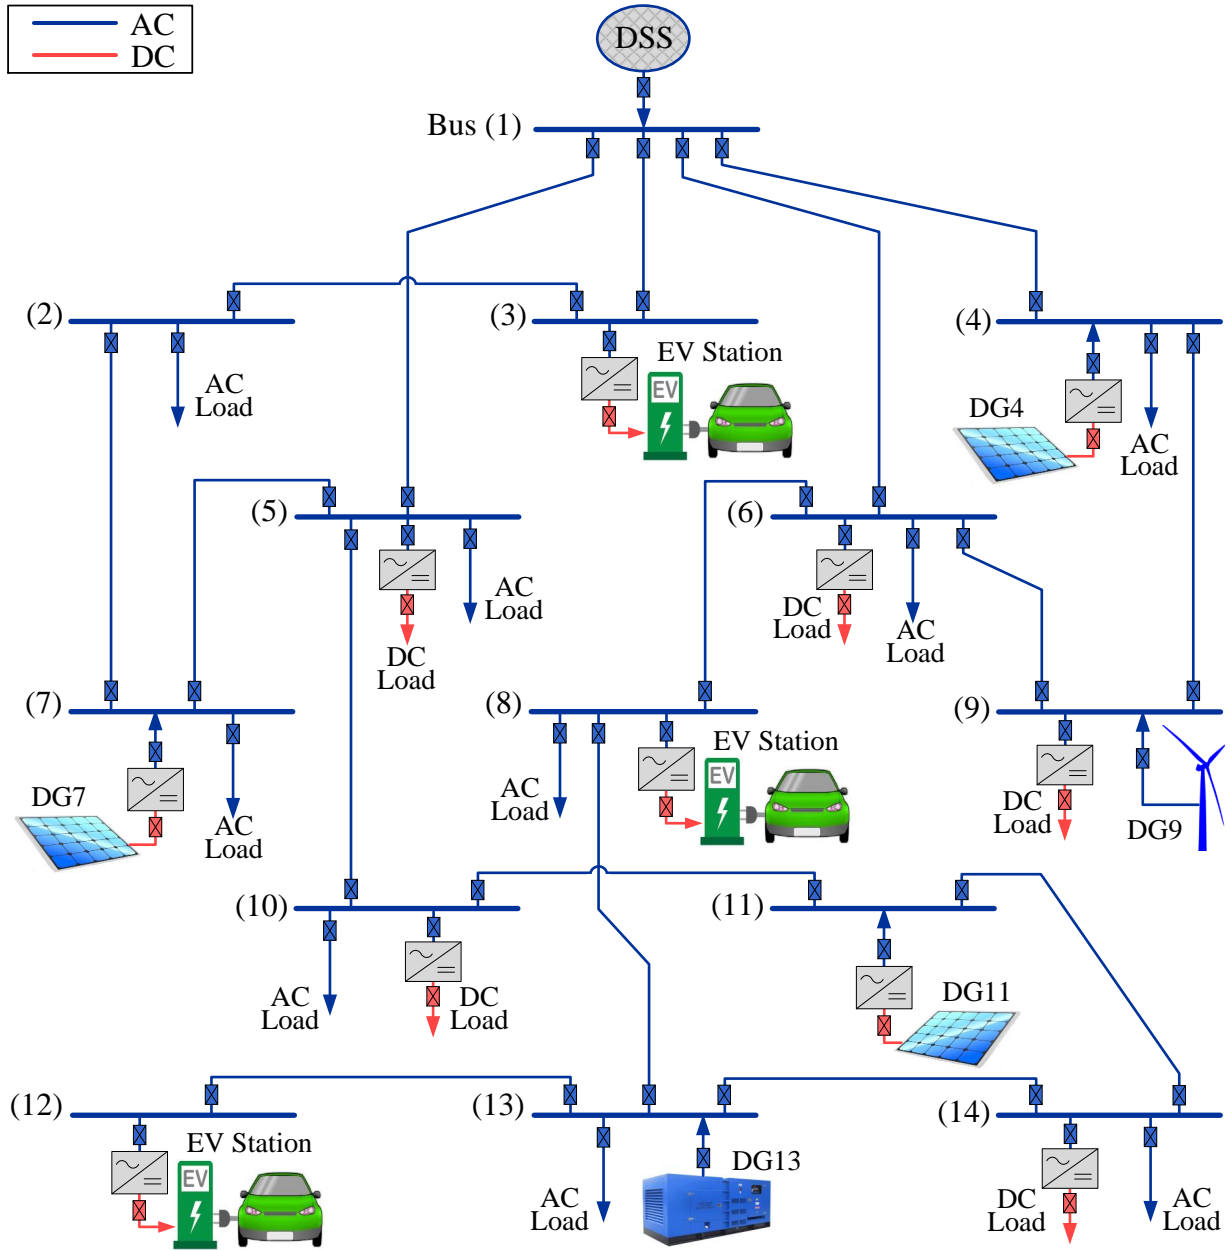 AC
DC
DSS
Bus (1)
(2)
(3)
(4)
AC
Load
EV Station
EV
DG4
AC
Load
(5)
(6)
DC
Load
AC
Load
DC
Load
AC
Load
(7)
(8)
(9)
DG7
AC
Load
AC
Load
EV Station
EV
DC
Load
DG9
(10)
(11)
AC
Load
DC
Load
DG11
(12)
(13)
(14)
EV Station
EV
AC
Load
DG13
DC
Load
AC
Load